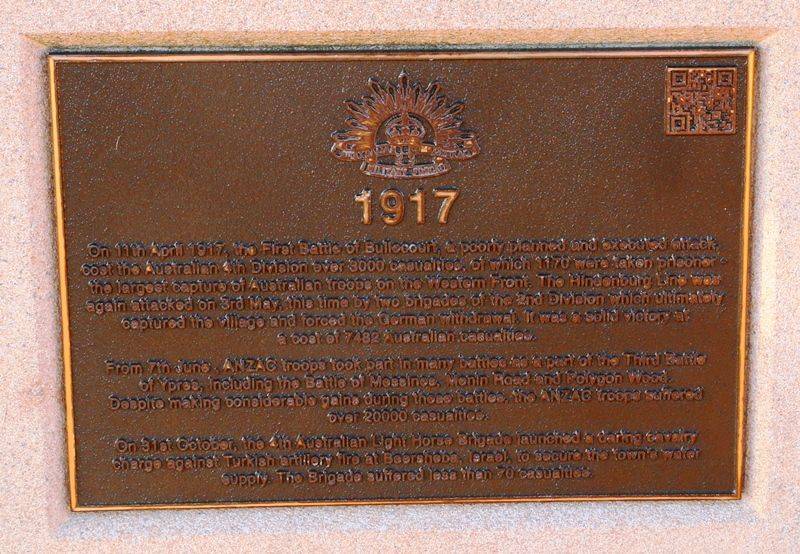 1917
On 11th April 1917, the First Battle of Bullecourt, a poorly planned and executed attack,
cost the Australian 4th Division over 3000 casualties, of which 1170 were taken prisoner -
the largest capture of Australian troops on the Western Front. The Hindenburg Line was
again attacked on 3rd May, this time by two brigades of the 2nd Division which ultimately
captured the village and forced the German withdrawal. It was a solid victory at
a cost of 7482 Australian casualties.
From 7th June, ANZAC troops took part in many battles as a part of the Third Battle
of Ypres, including the Battle of Messines, Menin Road and Polygon Wood.
Despite making considerable gains during these battles, the ANZAC troops suffered
over 20000 casualties.
On 31st October, the 4th Australian Light Horse Brigade launched a daring cavalry
charge against Turkish artillery fire at Beersheba, Israel, to secure the town's water
supply. The Brigade suffered less than 70 casualties.